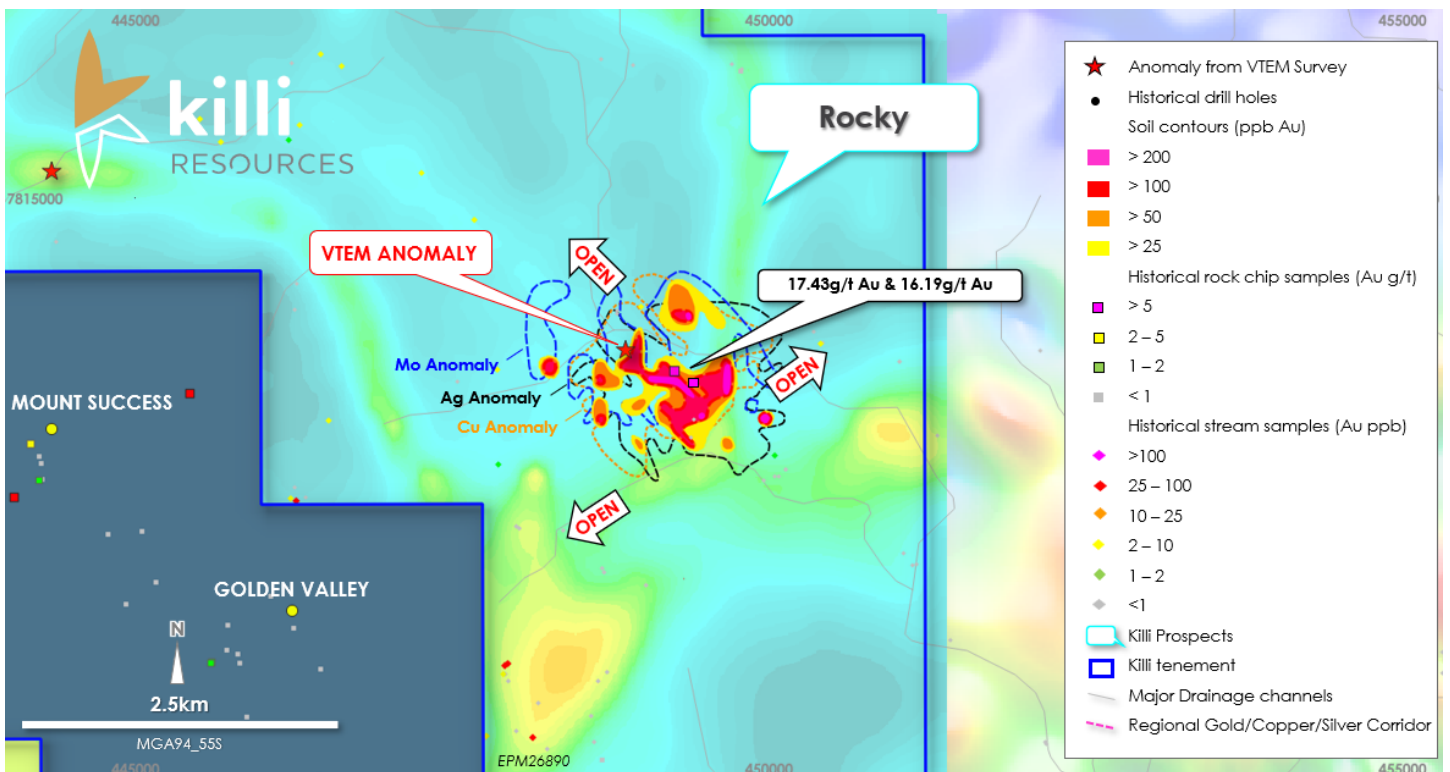 445000
450000
455000
killi
RESOURCES
7815000
Rocky
VTEM ANOMALY
OPEN
17.43g/t Au & 16.19g/t Au
Mo Anomaly
Ag Anomaly
Cu Anomaly
OPEN
OPEN
MOUNT SUCCESS
GOLDEN VALLEY
N
2.5km
MGA94_55S
EPM26890
445000
450000
455000
Anomaly from VTEM Survey
Historical drill holes
Soil contours (ppb Au)
> 200
> 100
> 50
> 25
Historical rock chip samples (Au g/t)
> 5
2 – 5
1 – 2
< 1
Historical stream samples (Au ppb)
>100
25 – 100
10 – 25
2 – 10
1 – 2
<1
Killi Prospects
Killi tenement
Major Drainage channels
Regional Gold/Copper/Silver Corridor